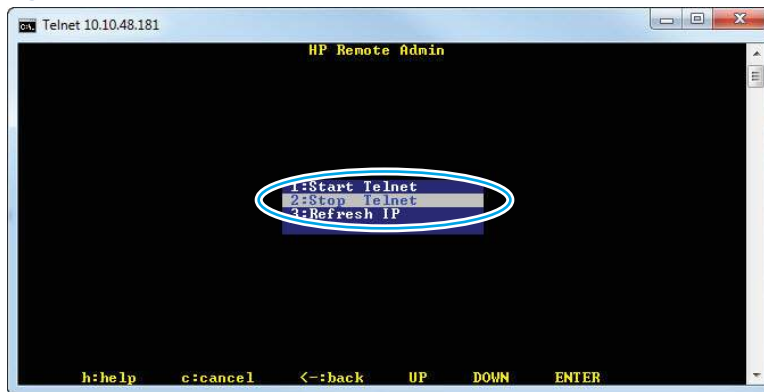 Telnet 10.10.48.181
HP Remote Admin
1:Start Telnet
2:Stop Telnet
3:Refresh IP
h:help c:cancel <-:back UP DOWN ENTER